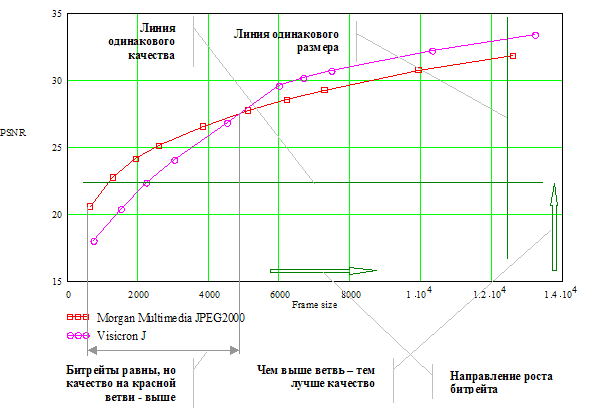 35
Линия
одинакового
качества
Линия одинакового
размера
30
PSNR
25
20
15
0
2000
4000
6000
8000
1·10⁴
1.2·10⁴
1.4·10⁴
Frame size
Morgan Multimedia JPEG2000
Visicron J
Битрейты равны, но
качество на красной
ветви - выше
Чем выше ветвь – тем
лучше качество
Направление роста
битрейта